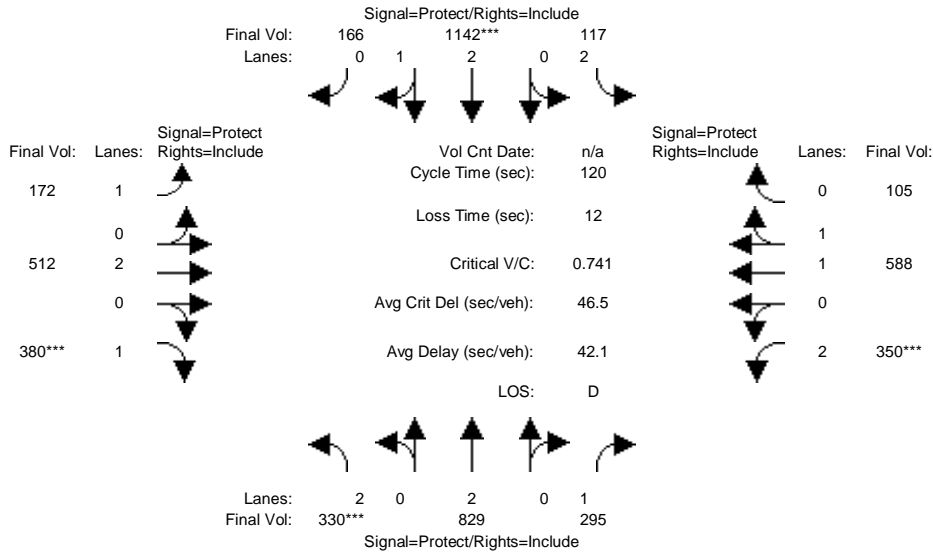 Signal=Protect/Rights=Include
Final Vol: 166 1142*** 117
Lanes: 0 1 2 0 2
Signal=Protect
Final Vol: Lanes: Rights=Include
Vol Cnt Date: n/a
Signal=Protect
Rights=Include Lanes: Final Vol:
Cycle Time (sec): 120
172 1
0 105
Loss Time (sec): 12
0
1
512 2
Critical V/C: 0.741
1 588
0
Avg Crit Del (sec/veh): 46.5
0
380*** 1
Avg Delay (sec/veh): 42.1
2 350***
LOS: D
Lanes: 2 0 2 0 1
Final Vol: 330*** 829 295
Signal=Protect/Rights=Include